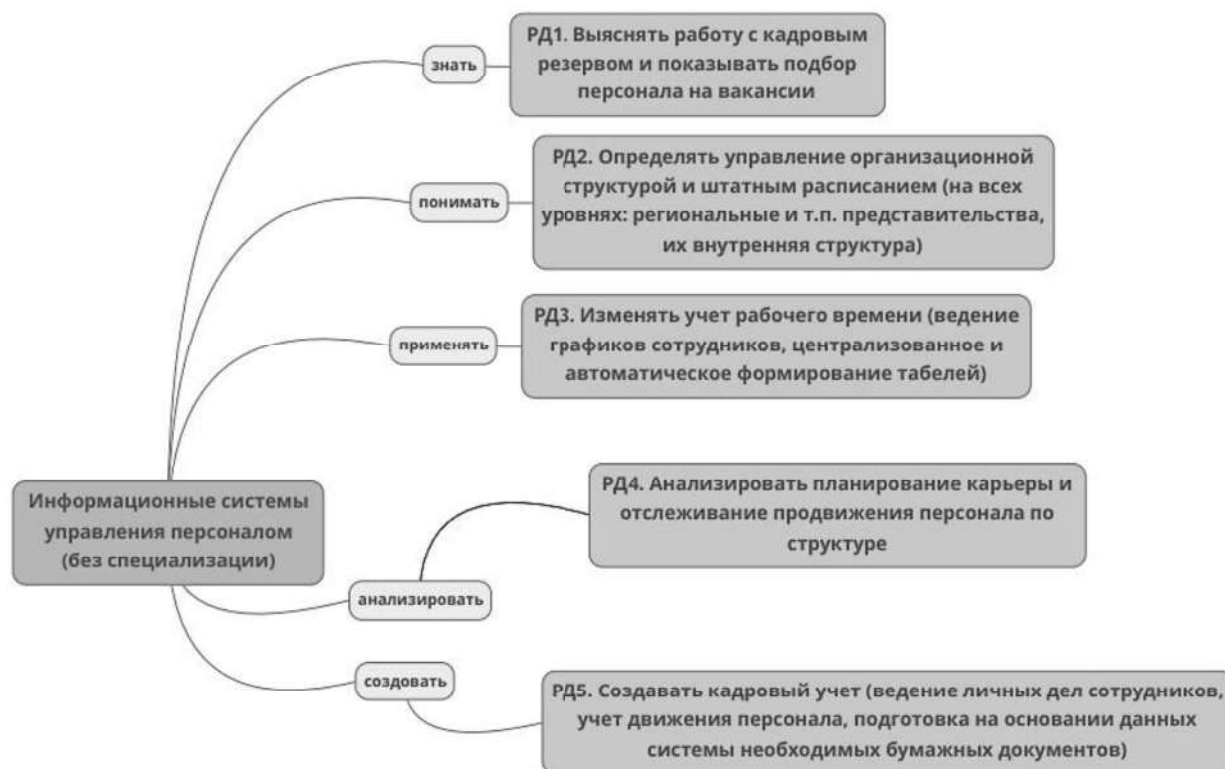 знать
РД1. Выяснять работу с кадровым
резервом и показывать подбор
персонала на вакансии
понимать
РД2. Определять управление организационной
структурой и штатным расписанием (на всех
уровнях: региональные и т.п. представительства,
их внутренняя структура)
применять
РД3. Изменять учет рабочего времени (ведение
графиков сотрудников, централизованное и
автоматическое формирование табелей)
Информационные системы
управления персоналом
(без специализации)
анализировать
РД4. Анализировать планирование карьеры и
отслеживание продвижения персонала по
структуре
создовать
РД5. Создавать кадровый учет (ведение личных дел сотрудников,
учет движения персонала, подготовка на основании данных
системы необходимых бумажных документов)